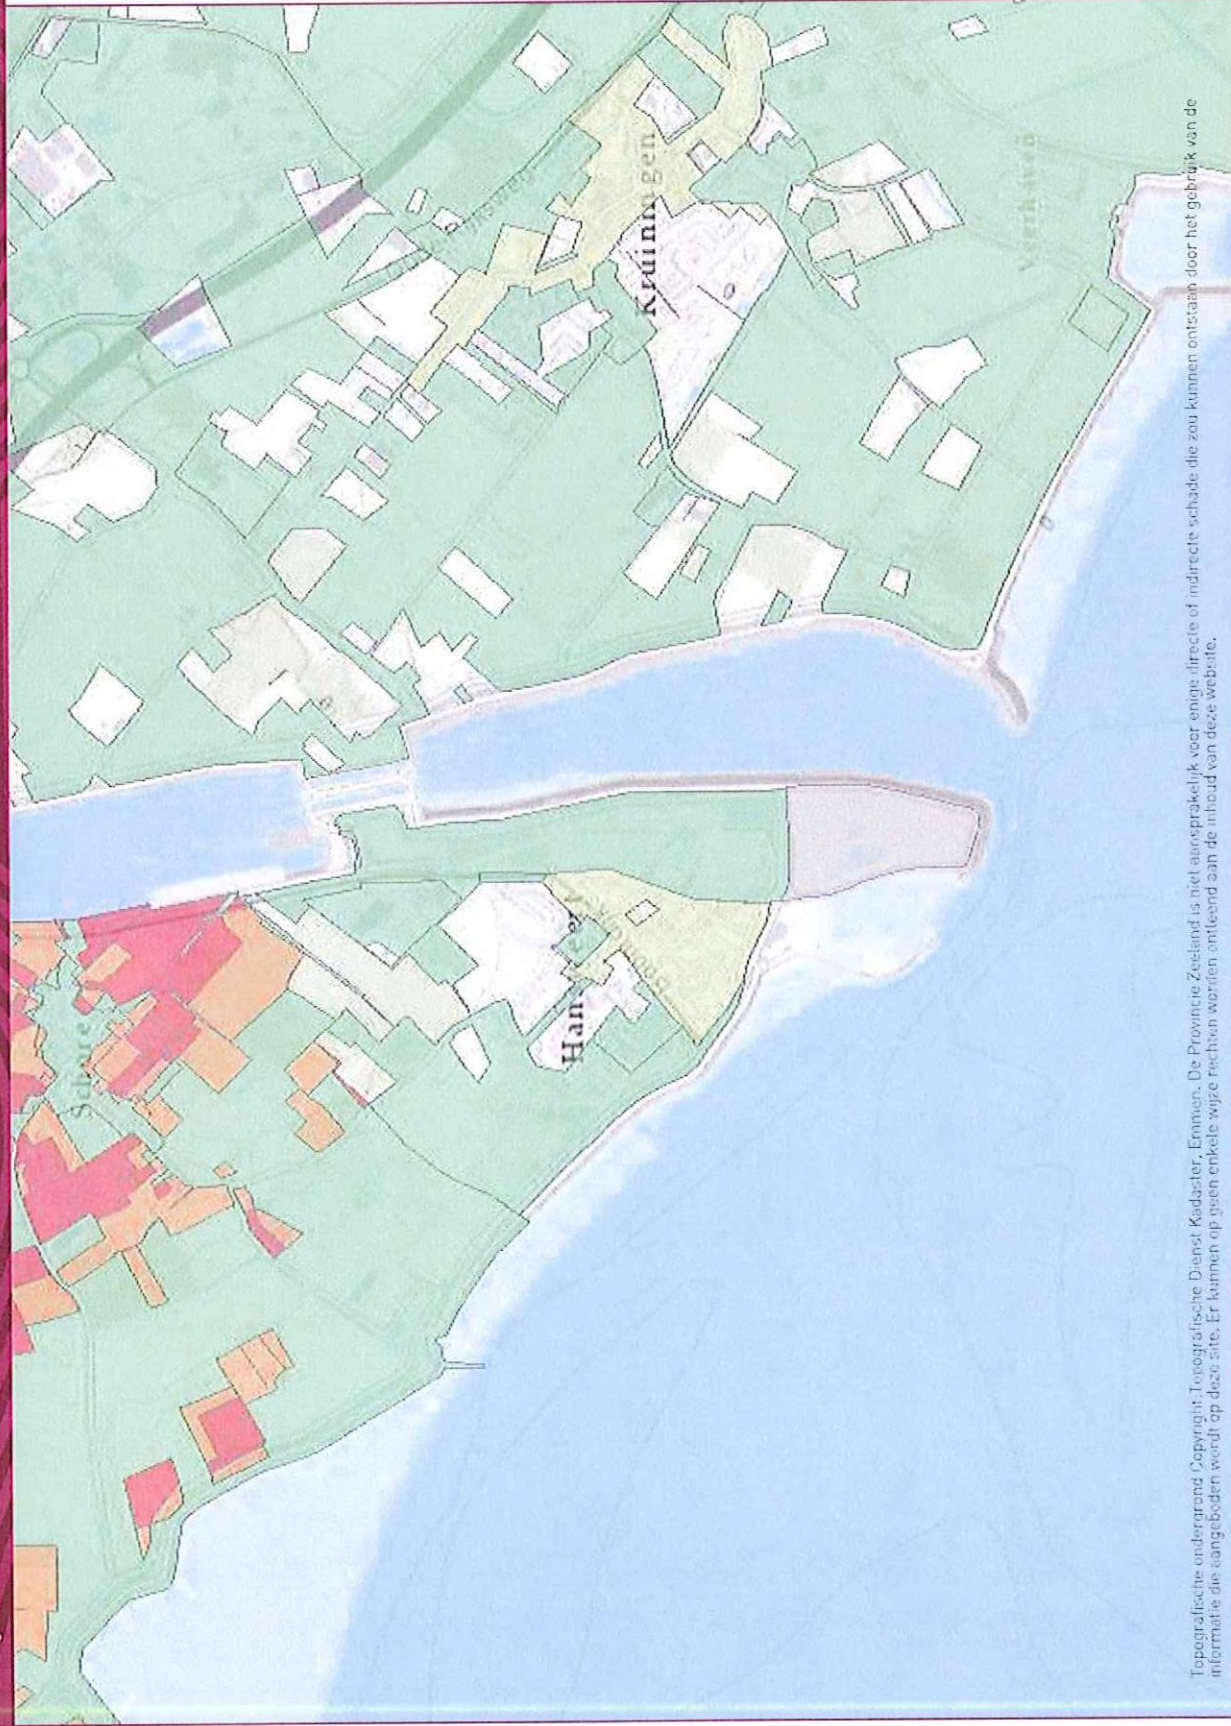 Schore
Kruiningen
Veerhaven
Topografische ondergrond Copyright: Topografische Dienst Kadaster, Emmen. De Provincie Zeeland is niet aansprakelijk voor enige directe of indirecte schade die zou kunnen ontstaan door het gebruik van de
informatie die aangeboden wordt op deze site. Er kunnen op geen enkele wijze rechten worden ontleend aan de inhoud van deze website.